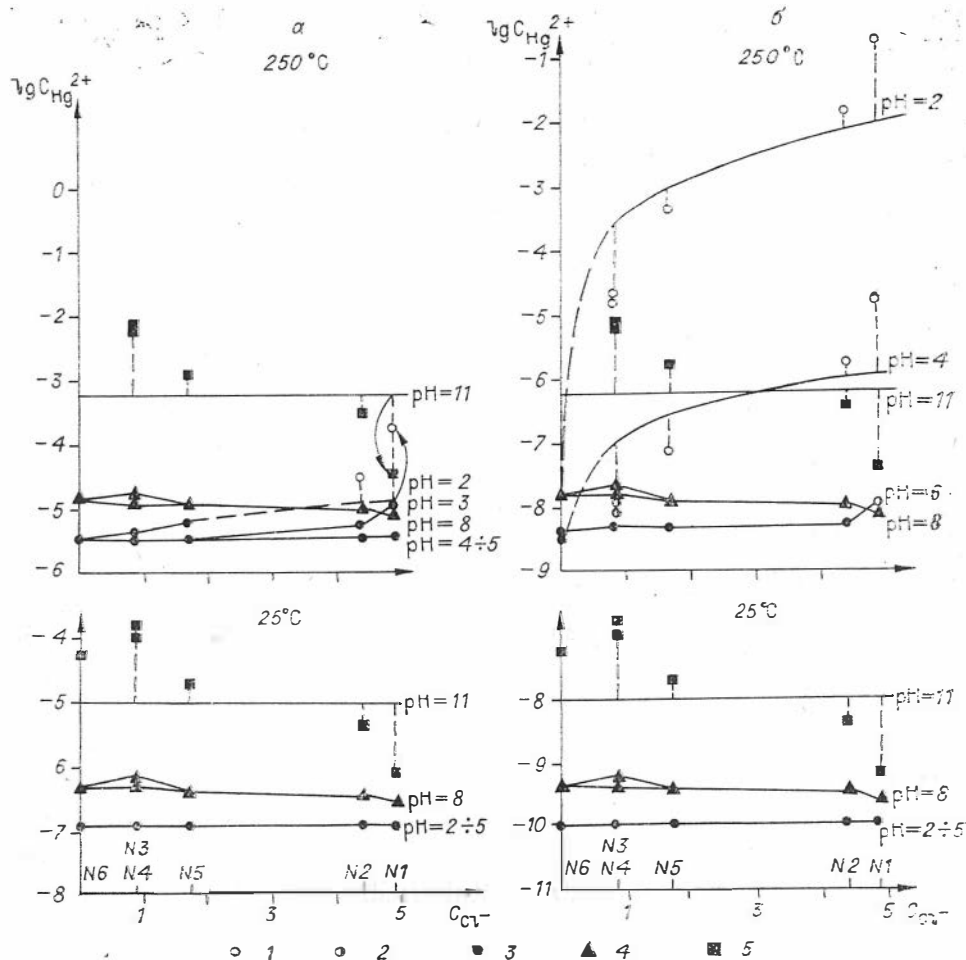 а
250°C
lgC_Hg²⁺
0
-1
-2
-3
-4
-5
-6
pH=11
pH=2
pH=3
pH=8
pH=4÷5
б
250°C
lgC_Hg²⁺
-1
-2
-3
-4
-5
-6
-7
-8
-9
pH=2
pH=4
pH=11
pH=6
pH=8
25°C
-4
-5
-6
-7
-8
pH=11
pH=8
pH=2÷5
N3
N6 N4 N5 N2 N1
1 3 5 C_Cl⁻
25°C
-8
-9
-10
-11
pH=11
pH=8
pH=2÷5
N3
N6 N4 N5 N2 N1
1 3 5 C_Cl⁻
1 2 3 4 5